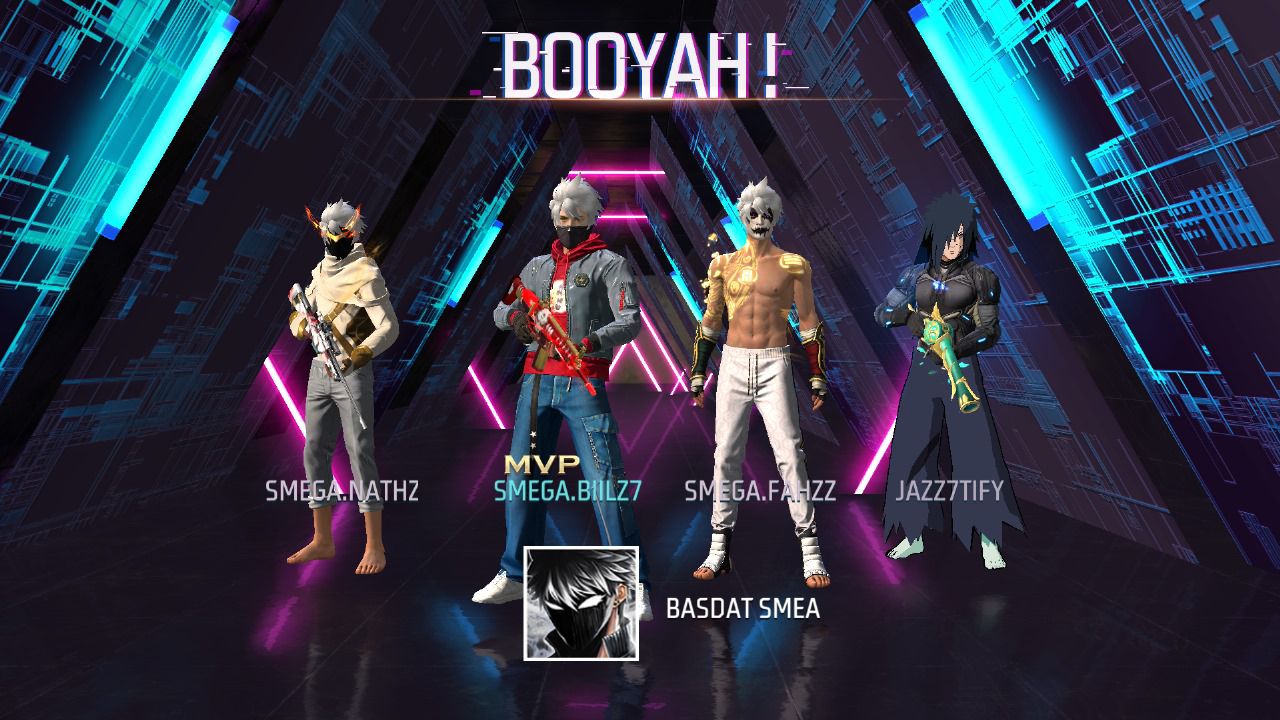 BOOYAH!
MVP
SMEGA.NATHZ
SMEGA.BIILZ7
SMEGA.FAHZZ
JAZZ7TIFY
BASDAT SMEA